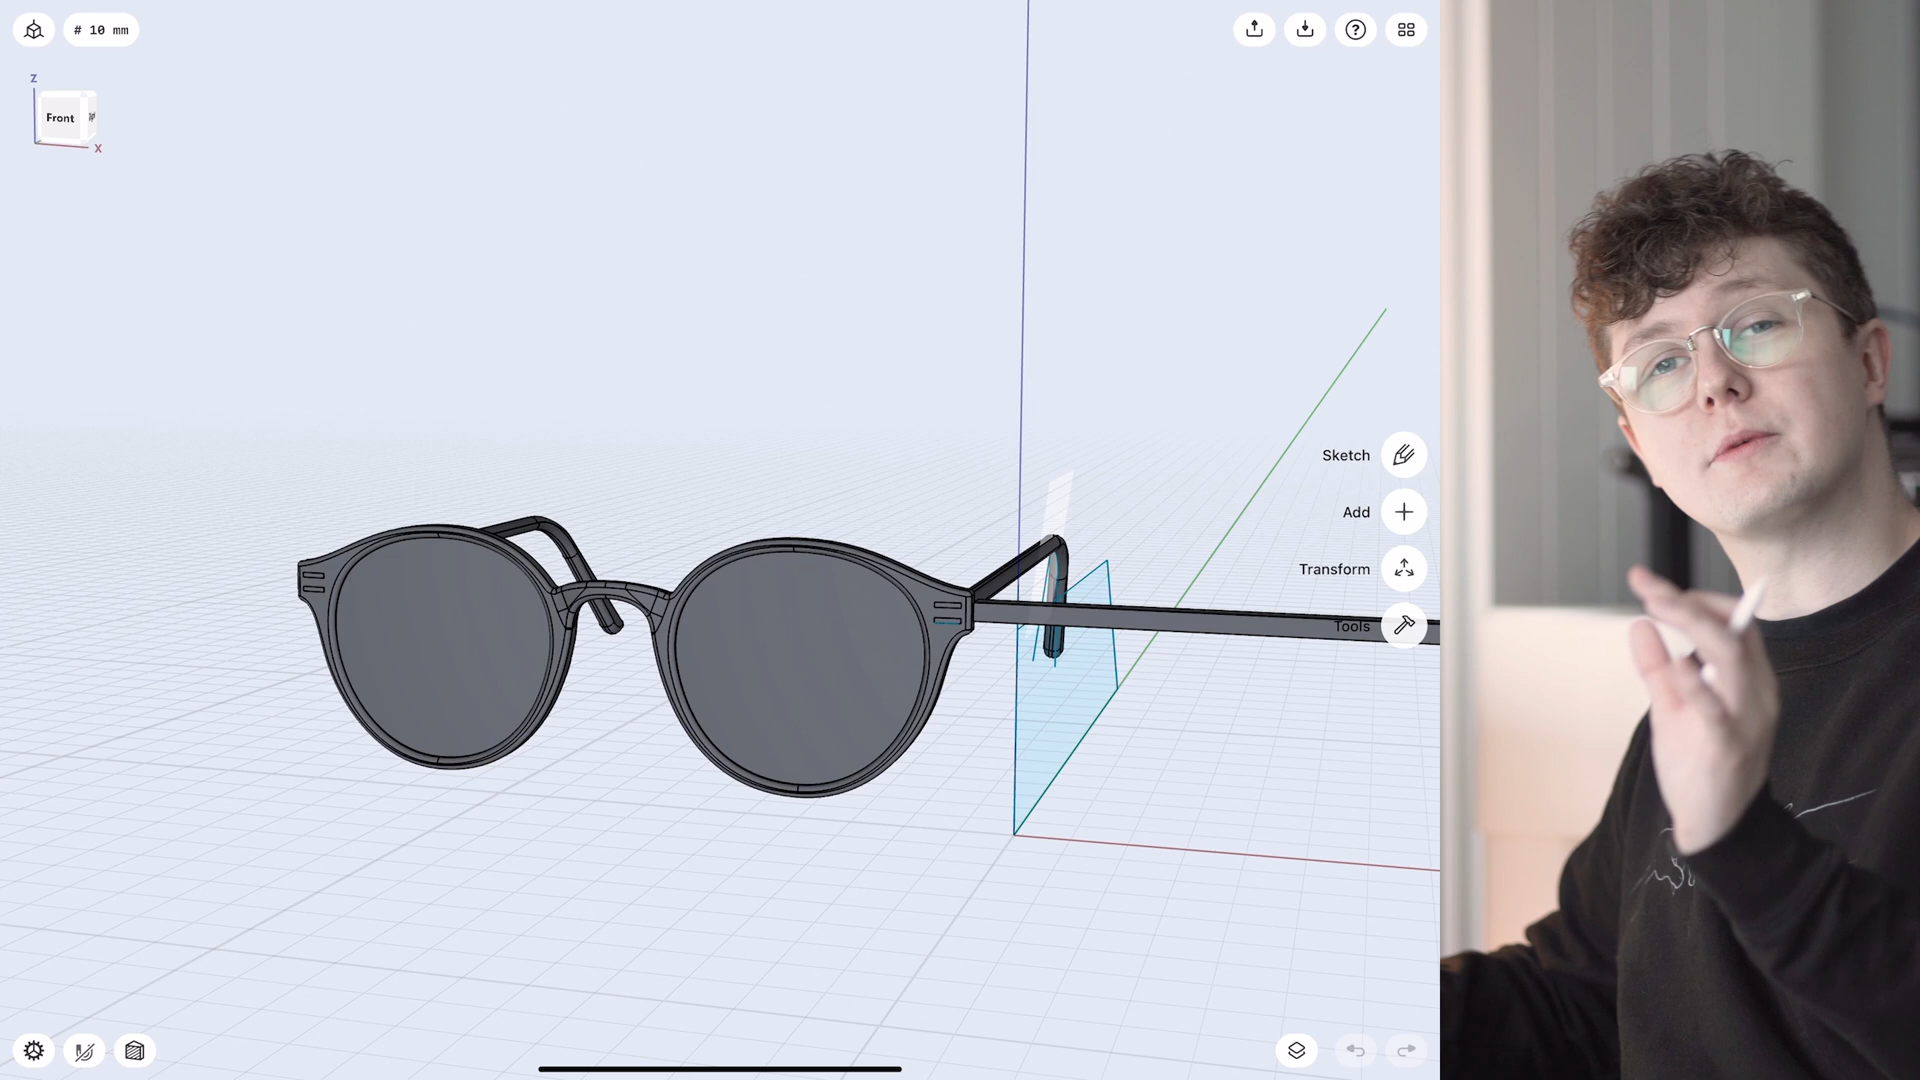 # 10 mm
Z
Front
X
Sketch
Add
Transform
Tools